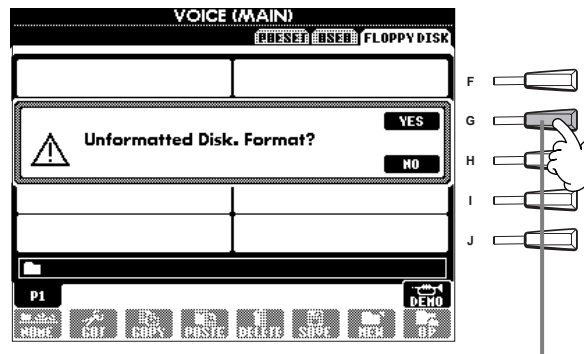 VOICE (MAIN)
PRESET USER FLOPPY DISK
F
Unformatted Disk. Format?
YES
G
NO
H
I
J
P1
DEMO
NAME CUT COPY PASTE DELETE SAVE NEW UP